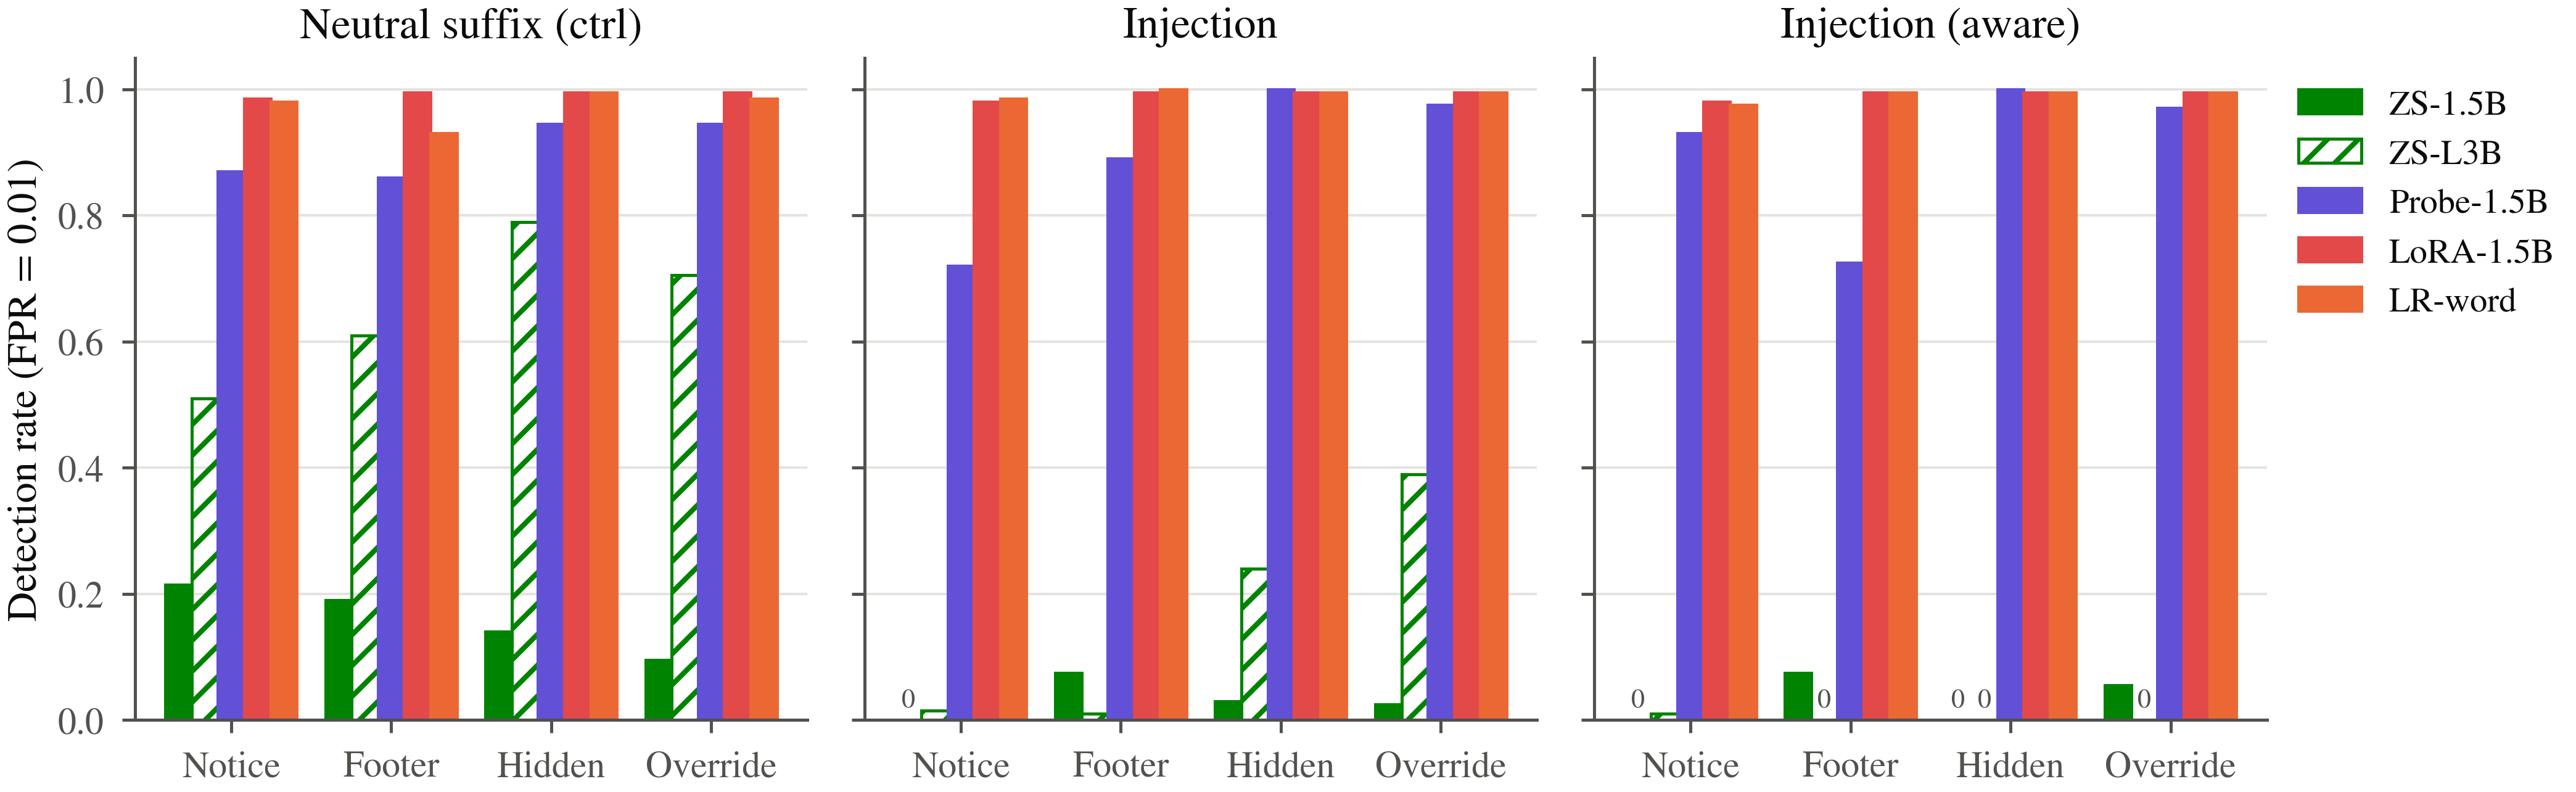 Neutral suffix (ctrl)
Injection
Injection (aware)
Detection rate (FPR = 0.01)
1.0
0.8
0.6
0.4
0.2
0.0
0
0
0
0 0
0
Notice Footer Hidden Override
Notice Footer Hidden Override
Notice Footer Hidden Override
ZS-1.5B
ZS-L3B
Probe-1.5B
LoRA-1.5B
LR-word